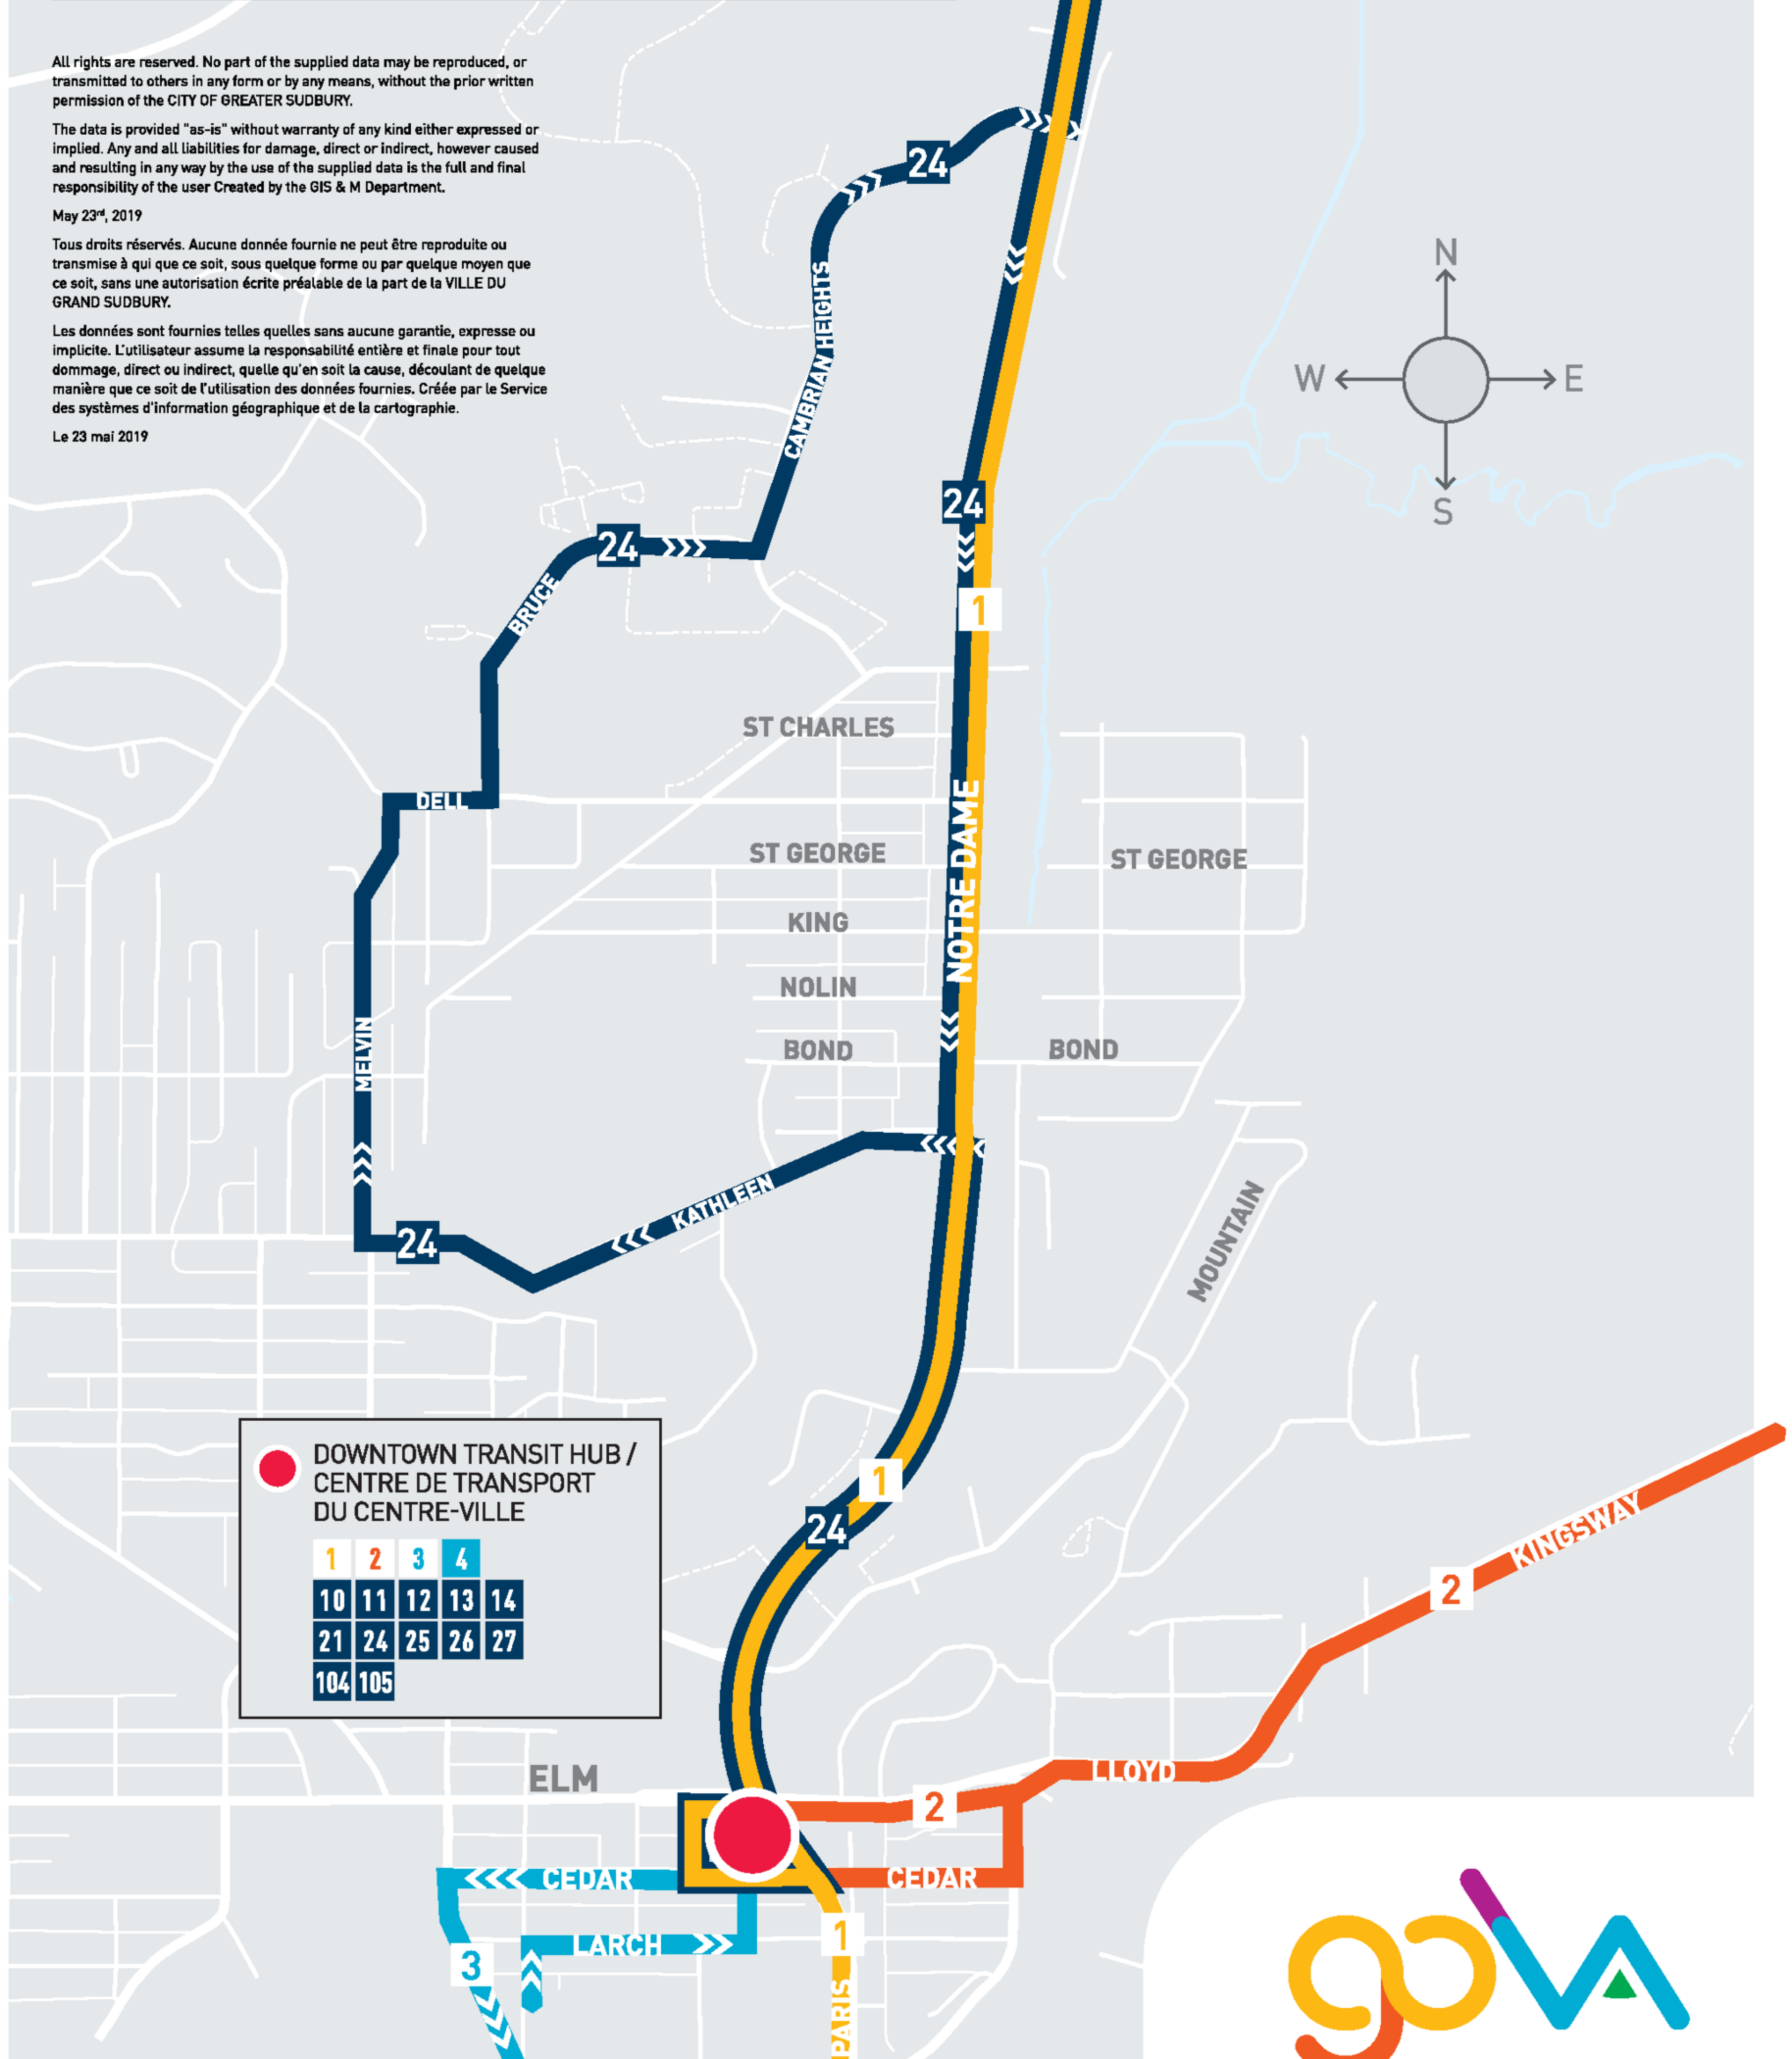 All rights are reserved. No part of the supplied data may be reproduced, or
transmitted to others in any form or by any means, without the prior written
permission of the CITY OF GREATER SUDBURY.
The data is provided "as-is" without warranty of any kind either expressed or
implied. Any and all liabilities for damage, direct or indirect, however caused
and resulting in any way by the use of the supplied data is the full and final
responsibility of the user Created by the GIS & M Department.
May 23rd, 2019
Tous droits réservés. Aucune donnée fournie ne peut être reproduite ou
transmise à qui que ce soit, sous quelque forme ou par quelque moyen que
ce soit, sans une autorisation écrite préalable de la part de la VILLE DU
GRAND SUDBURY.
Les données sont fournies telles quelles sans aucune garantie, expresse ou
implicite. L'utilisateur assume la responsabilité entière et finale pour tout
dommage, direct ou indirect, quelle qu'en soit la cause, découlant de quelque
manière que ce soit de l'utilisation des données fournies. Créée par le Service
des systèmes d'information géographique et de la cartographie.
Le 23 mai 2019
24
N
W E
S
CAMBRIAN HEIGHTS
24
24
BRUCE
1
ST CHARLES
DELL
NOTRE DAME
ST GEORGE
ST GEORGE
KING
NOLIN
BOND
BOND
MELVIN
KATHLEEN
MOUNTAIN
24
DOWNTOWN TRANSIT HUB /
CENTRE DE TRANSPORT
DU CENTRE-VILLE
1 2 3 4
10 11 12 13 14
21 24 25 26 27
104 105
1
24
KINGSWAY
2
ELM
LLOYD
2
CEDAR
CEDAR
LARCH
1
3
PARIS
gova